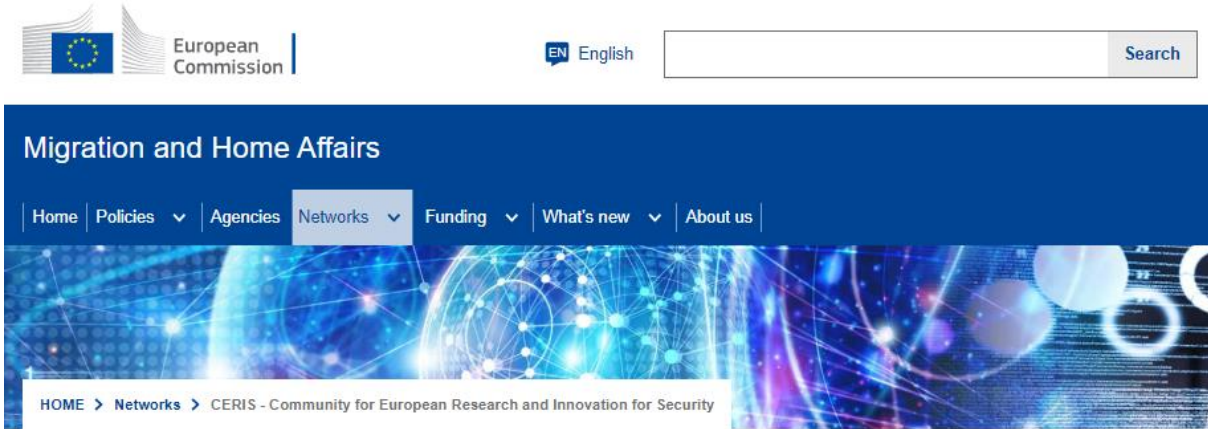 European
Commission
EN English
Search
Migration and Home Affairs
Home Policies Agencies Networks Funding What's new About us
HOME > Networks > CERIS - Community for European Research and Innovation for Security